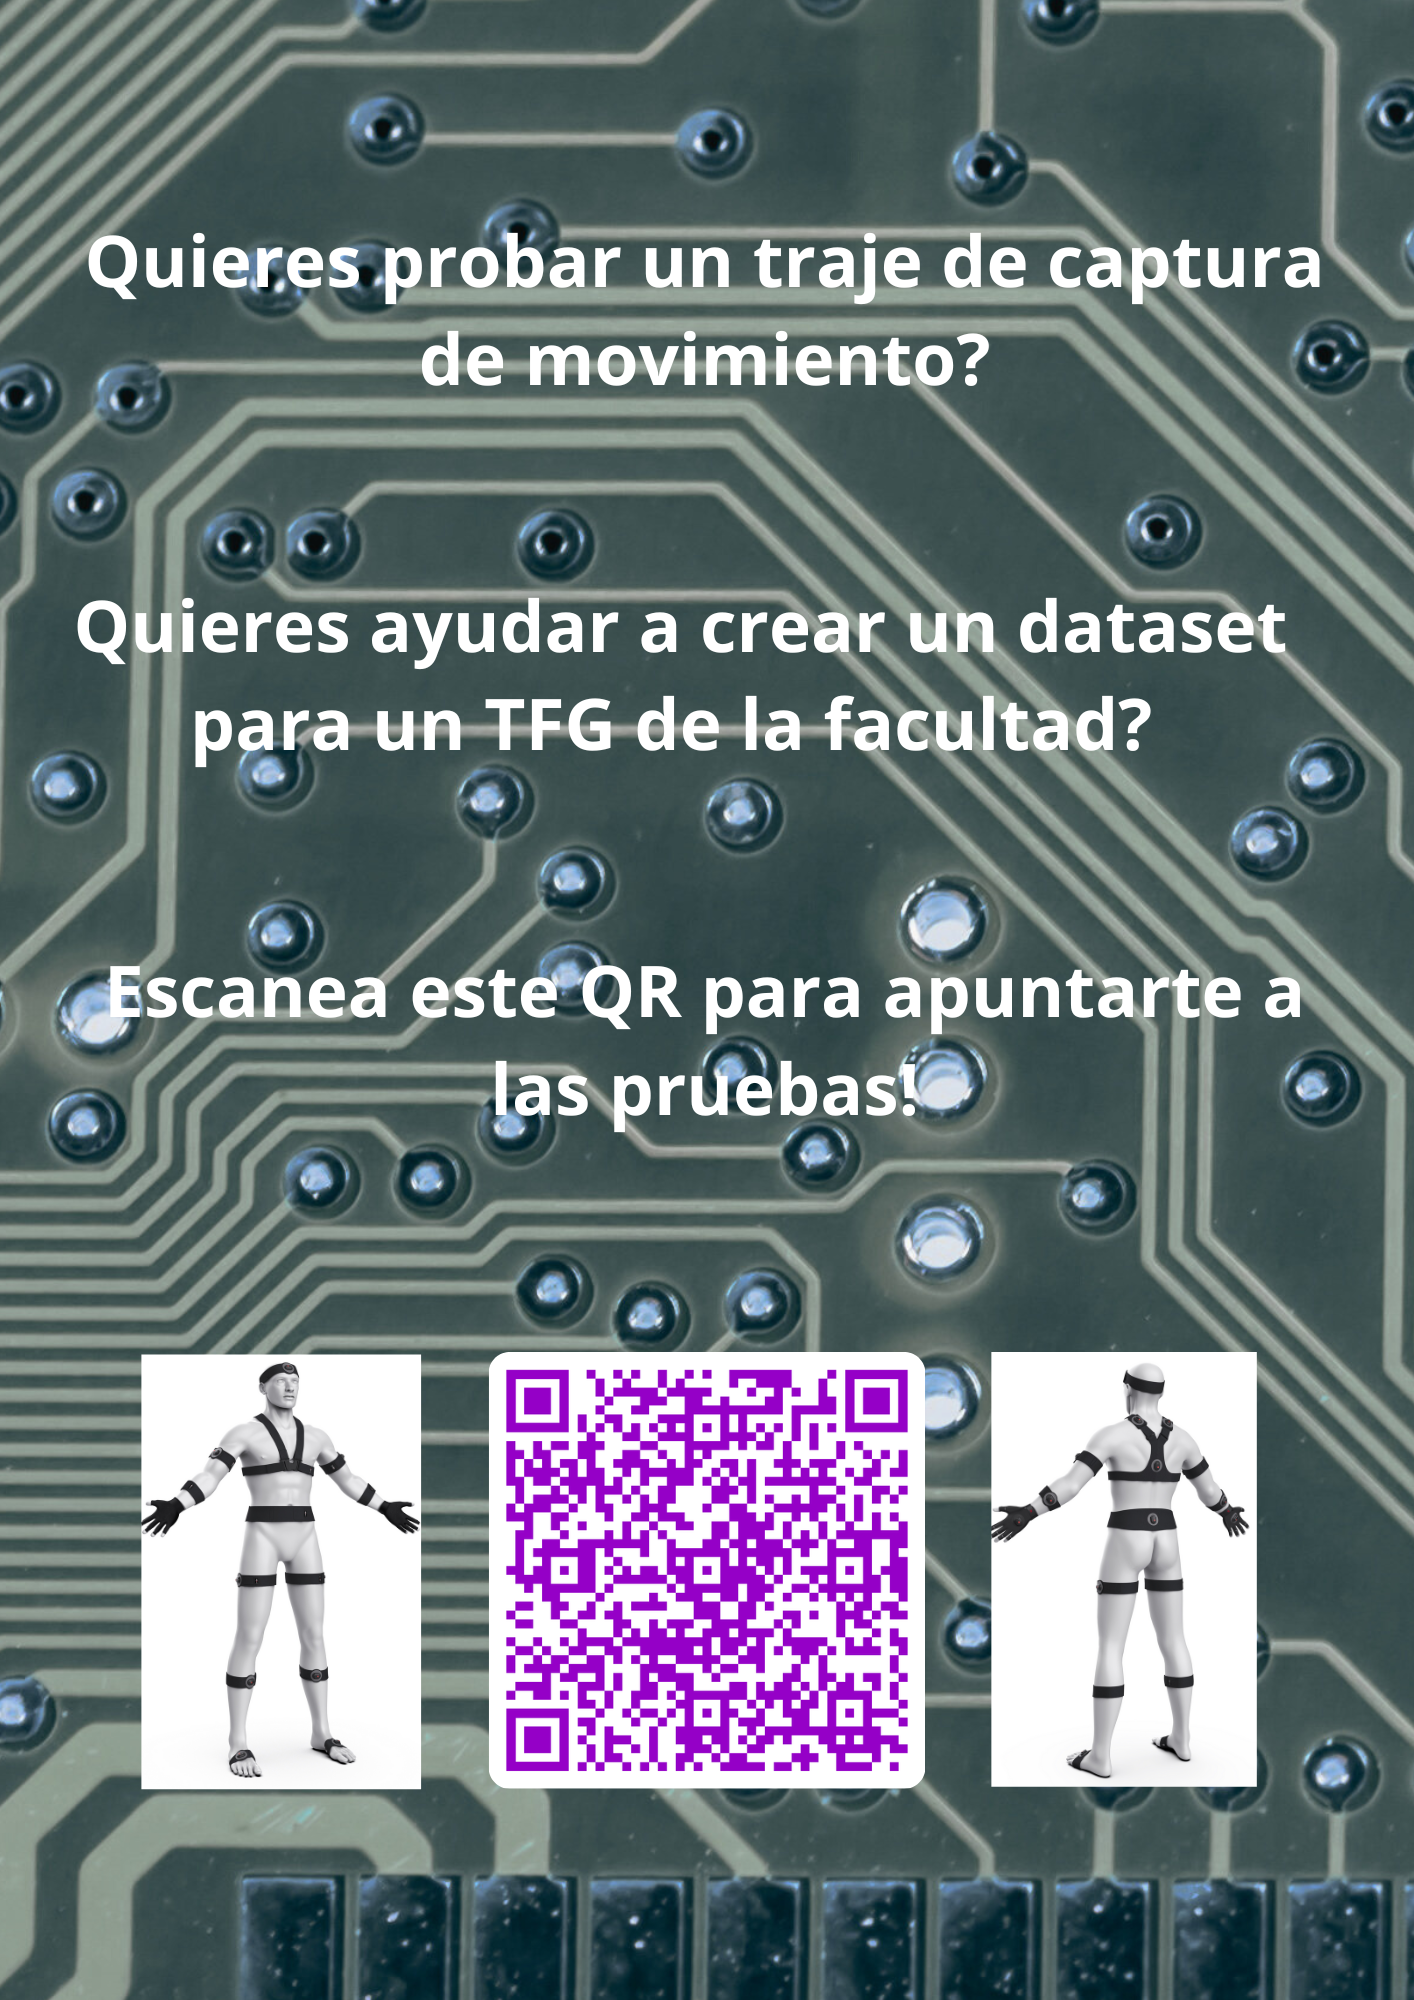 Quieres probar un traje de captura
de movimiento?
Quieres ayudar a crear un dataset
para un TFG de la facultad?
Escanea este QR para apuntarte a
las pruebas!